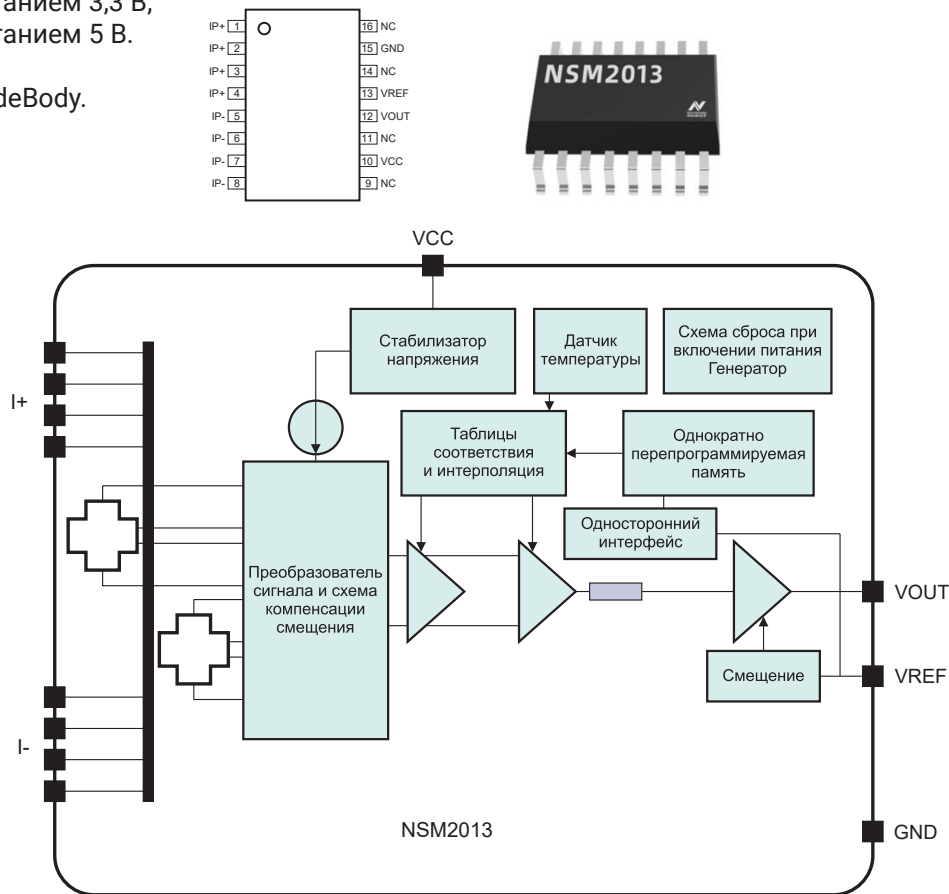 танием 3,3 В,
танием 5 В.
deBody.
IP+ 1
IP+ 2
IP+ 3
IP+ 4
IP- 5
IP- 6
IP- 7
IP- 8
16 NC
15 GND
14 NC
13 VREF
12 VOUT
11 NC
10 VCC
9 NC
NSM2013
VCC
Стабилизатор
напряжения
Датчик
температуры
Схема сброса при
включении питания
Генератор
I+
Таблицы
соответствия
и интерполяция
Однократно
перепрограммируемая
память
Односторонний
интерфейс
Преобразователь
сигнала и схема
компенсации
смещения
VOUT
Смещение
VREF
I-
NSM2013
GND